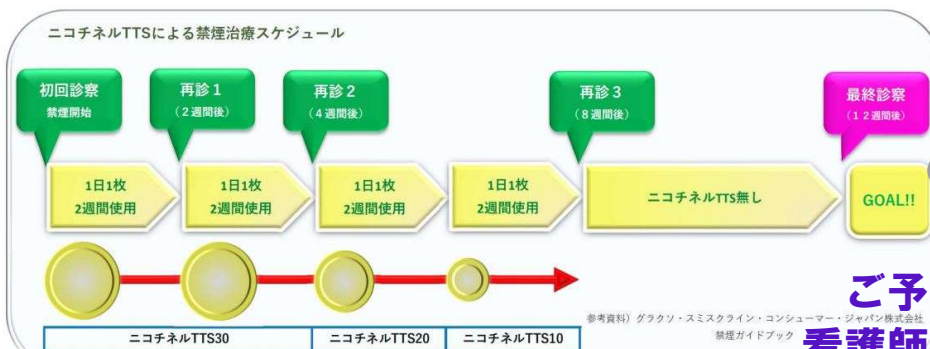 ニコチネルTTSによる禁煙治療スケジュール
初回診察
禁煙開始
再診1
(2週間後)
再診2
(4週間後)
再診3
(8週間後)
最終診察
(12週間後)
1日1枚
2週間使用
1日1枚
2週間使用
1日1枚
2週間使用
1日1枚
2週間使用
ニコチネルTTS無し
GOAL!!
ニコチネルTTS30
ニコチネルTTS20
ニコチネルTTS10
参考資料)グラクソ・スミスクライン・コンシューマー・ジャパン株式会社
禁煙ガイドブック
ご予
看護師